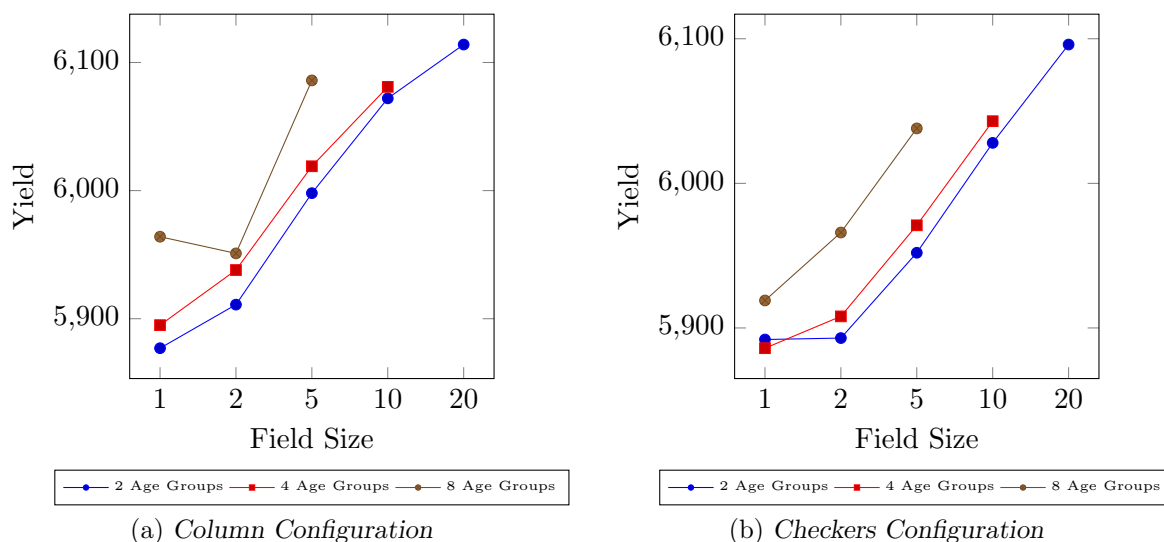 6,100
6,000
5,900
Yield
1 2 5 10 20
Field Size
2 Age Groups 4 Age Groups 8 Age Groups
(a) Column Configuration
6,100
6,000
5,900
Yield
1 2 5 10 20
Field Size
2 Age Groups 4 Age Groups 8 Age Groups
(b) Checkers Configuration